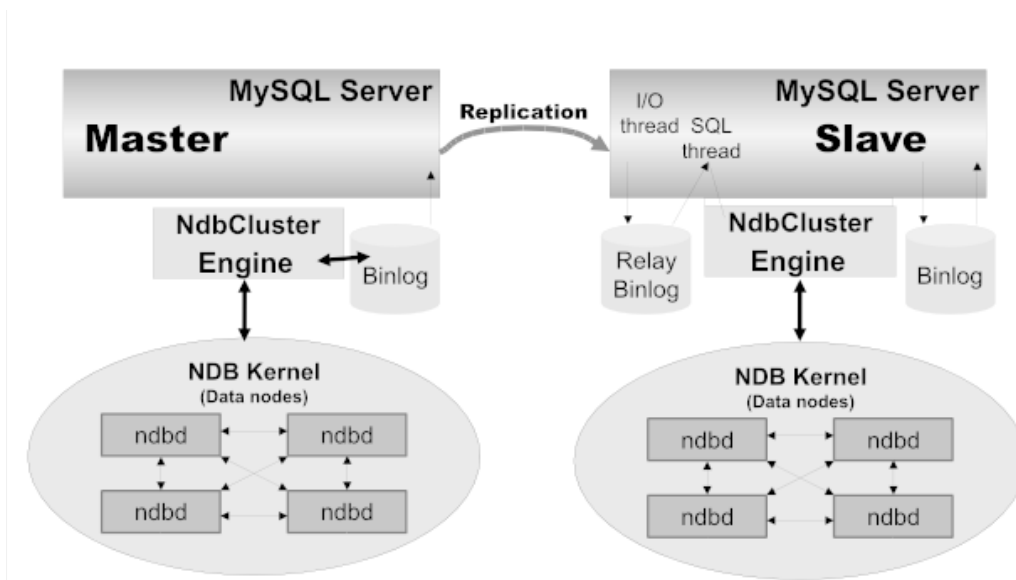 MySQL Server
Master
Replication
NdbCluster
Engine
Binlog
NDB Kernel
(Data nodes)
ndbd
ndbd
ndbd
ndbd
MySQL Server
I/O
thread
SQL
thread
Slave
Relay
Binlog
NdbCluster
Engine
Binlog
NDB Kernel
(Data nodes)
ndbd
ndbd
ndbd
ndbd